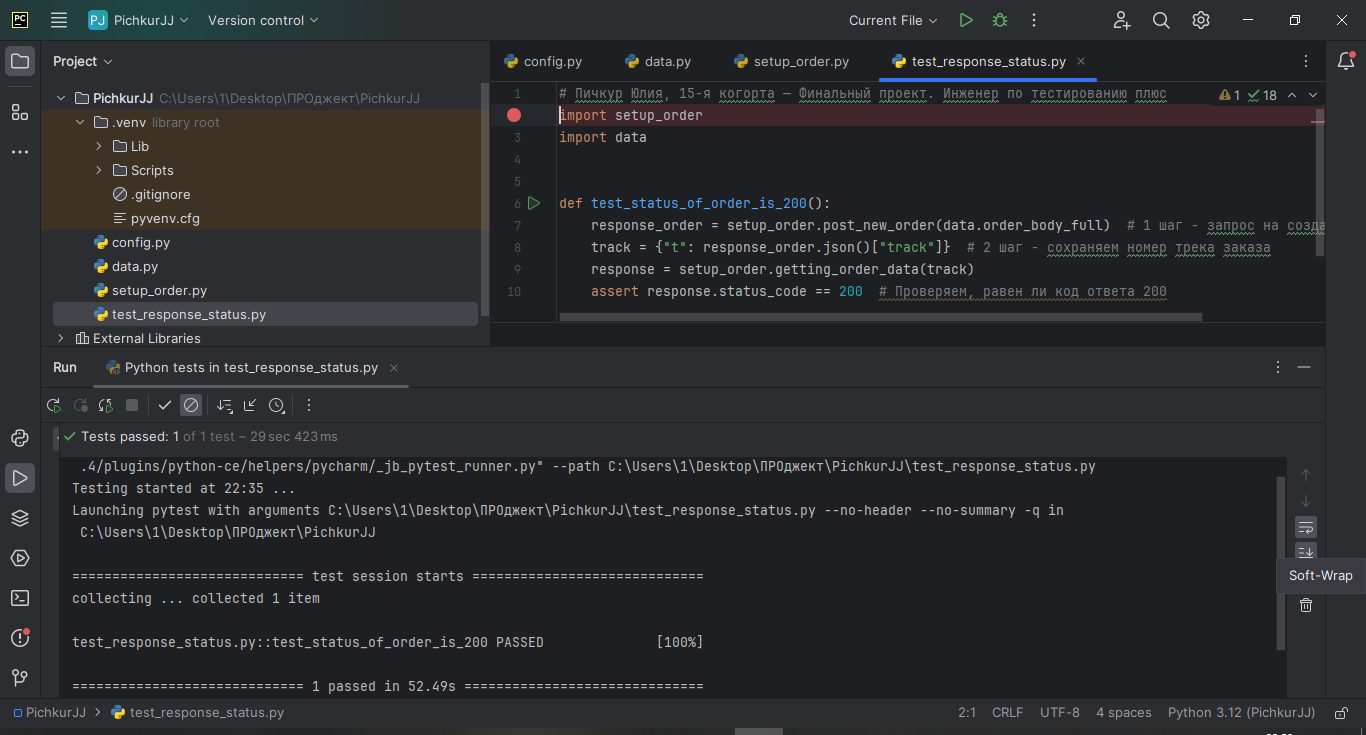 PC
PJ PichkurJJ Version control Current File
Project
config.py data.py setup_order.py test_response_status.py
PichkurJJ C:\Users\1\Desktop\ПРОджект\PichkurJJ
.venv library root
Lib
Scripts
.gitignore
pyvenv.cfg
config.py
data.py
setup_order.py
test_response_status.py
External Libraries
1 # Пичкур Юлия, 15-я когорта — Финальный проект. Инженер по тестированию плюс
1 18
import setup_order
3 import data
4
5
6 def test_status_of_order_is_200():
7 response_order = setup_order.post_new_order(data.order_body_full) # 1 шаг - запрос на созда
8 track = {"t": response_order.json()["track"]} # 2 шаг - сохраняем номер трека заказа
9 response = setup_order.getting_order_data(track)
10 assert response.status_code == 200 # Проверяем, равен ли код ответа 200
Run Python tests in test_response_status.py
Tests passed: 1 of 1 test – 29 sec 423 ms
.4/plugins/python-ce/helpers/pycharm/_jb_pytest_runner.py" --path C:\Users\1\Desktop\ПРОджект\PichkurJJ\test_response_status.py
Testing started at 22:35 ...
Launching pytest with arguments C:\Users\1\Desktop\ПРОджект\PichkurJJ\test_response_status.py --no-header --no-summary -q in
C:\Users\1\Desktop\ПРОджект\PichkurJJ
============================= test session starts =============================
collecting ... collected 1 item
test_response_status.py::test_status_of_order_is_200 PASSED [100%]
============================= 1 passed in 52.49s ==============================
Soft-Wrap
PichkurJJ > test_response_status.py 2:1 CRLF UTF-8 4 spaces Python 3.12 (PichkurJJ)